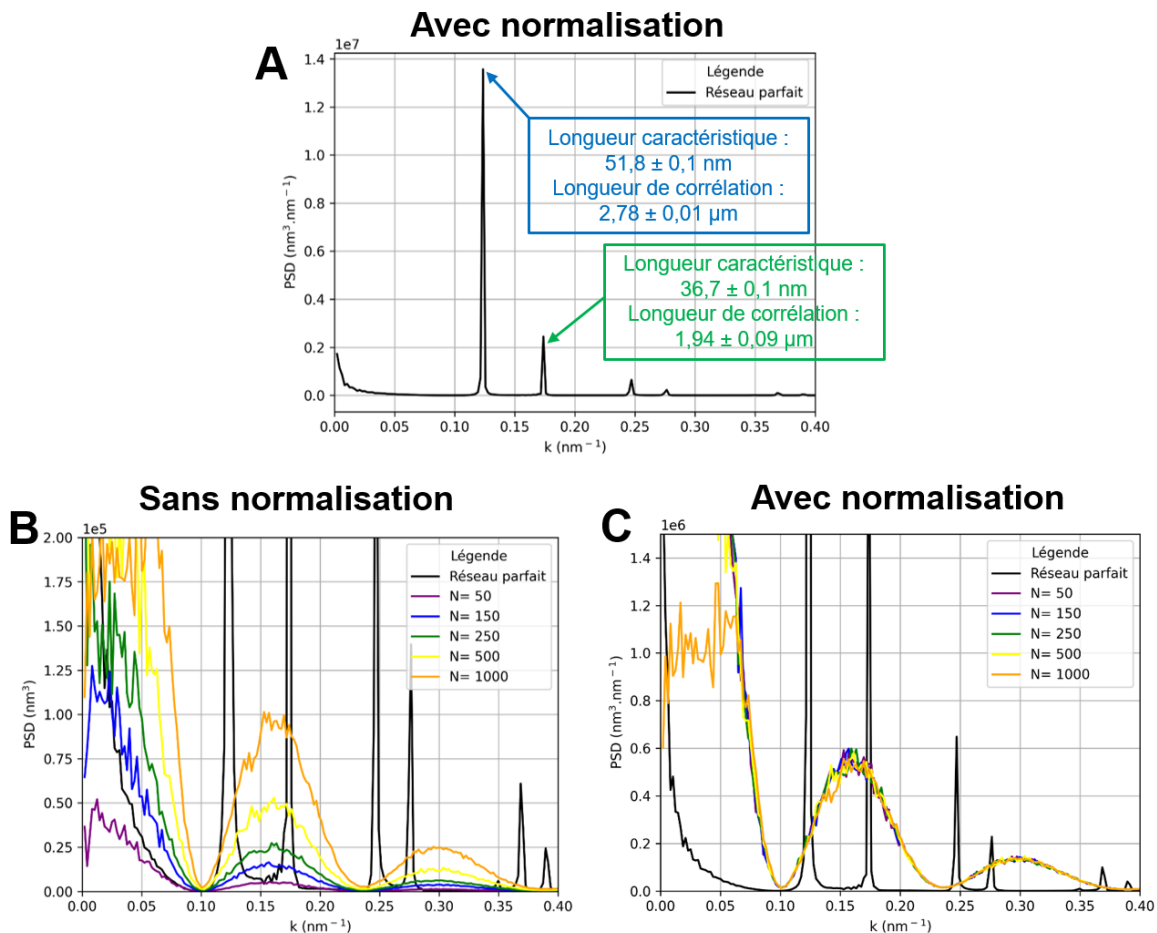 Avec normalisation
A
1e7
1.4
1.2
1.0
0.8
0.6
0.4
0.2
0.0
PSD (nm³.nm⁻¹)
Légende
Réseau parfait
Longueur caractéristique :
51,8 ± 0,1 nm
Longueur de corrélation :
2,78 ± 0,01 µm
Longueur caractéristique :
36,7 ± 0,1 nm
Longueur de corrélation :
1,94 ± 0,09 µm
0.00 0.05 0.10 0.15 0.20 0.25 0.30 0.35 0.40
k (nm⁻¹)
Sans normalisation
B
1e5
2.00
1.75
1.50
1.25
1.00
0.75
0.50
0.25
0.00
PSD (nm³)
Légende
Réseau parfait
N= 50
N= 150
N= 250
N= 500
N= 1000
0.00 0.05 0.10 0.15 0.20 0.25 0.30 0.35 0.40
k (nm⁻¹)
Avec normalisation
C
1e6
1.4
1.2
1.0
0.8
0.6
0.4
0.2
0.0
PSD (nm³.nm⁻¹)
Légende
Réseau parfait
N= 50
N= 150
N= 250
N= 500
N= 1000
0.00 0.05 0.10 0.15 0.20 0.25 0.30 0.35 0.40
k (nm⁻¹)